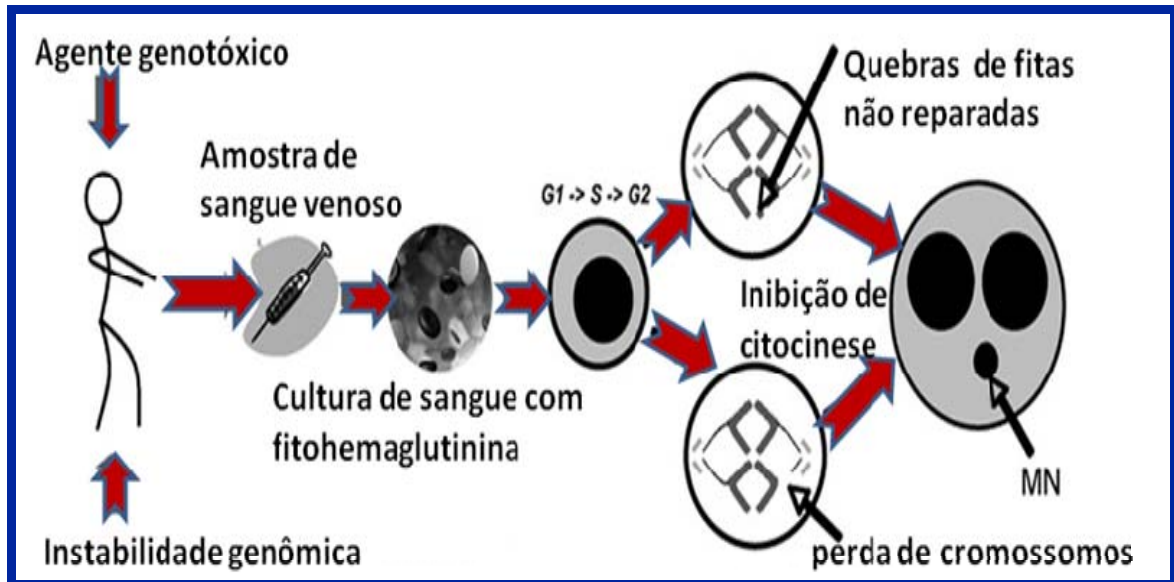 Agente genotóxico
Amostra de
sangue venoso
Cultura de sangue com
fitohemaglutinina
Instabilidade genômica
G1 -> S -> G2
Quebras de fitas
não reparadas
Inibição de
citocinese
MN
perda de cromossomos